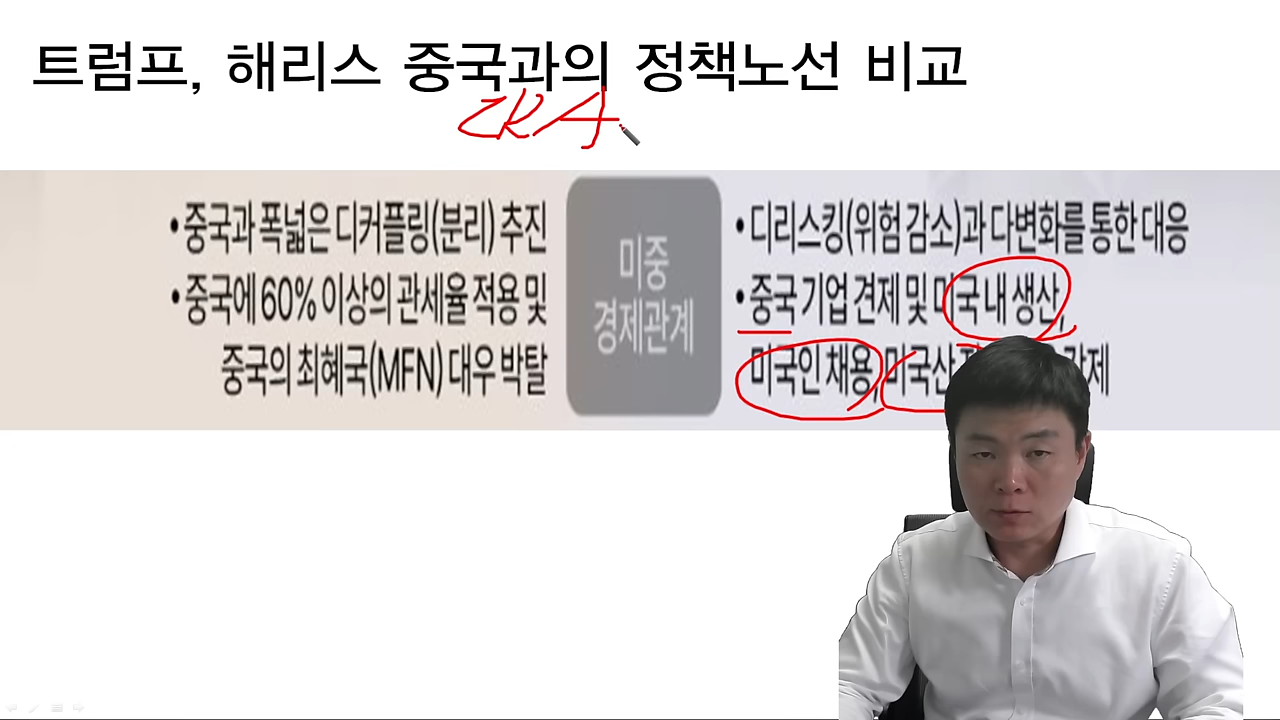 트럼프, 해리스 중국과의 정책노선 비교
IRA
• 중국과 폭넓은 디커플링(분리) 추진
• 중국에 60% 이상의 관세율 적용 및
중국의 최혜국(MFN) 대우 박탈
미중
경제관계
• 디리스킹(위험 감소)과 다변화를 통한 대응
• 중국 기업 견제 및 미국 내 생산,
미국인 채용, 미국산